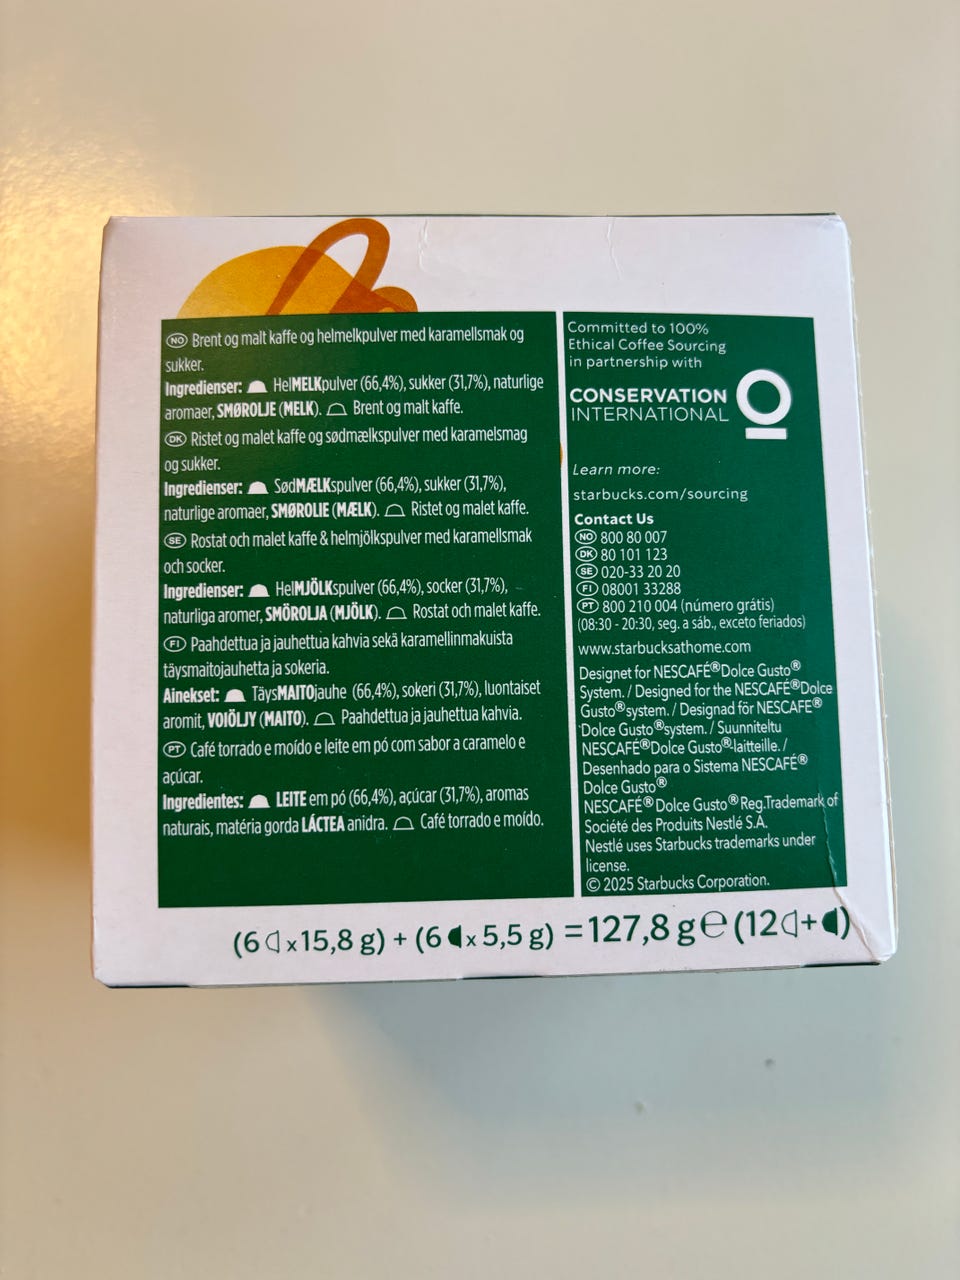 NO Brent og malt kaffe og helmelkpulver med karamellsmak og
sukker.
Ingredienser: HelMELKpulver (66,4%), sukker (31,7%), naturlige
aromaer, SMØROLJE (MELK). Brent og malt kaffe.
DK Ristet og malet kaffe og sødmælkspulver med karamelsmag
og sukker.
Ingredienser: SødMÆLKspulver (66,4%), sukker (31,7%),
naturlige aromaer, SMØROLIE (MÆLK). Ristet og malet kaffe.
SE Rostat och malet kaffe & helmjölkspulver med karamellsmak
och socker.
Ingredienser: HelMJÖLKspulver (66,4%), socker (31,7%),
naturliga aromer, SMÖROLJA (MJÖLK). Rostat och malet kaffe.
FI Paahdettua ja jauhettua kahvia sekä karamellinmakuista
täysmaitojauhetta ja sokeria.
Ainekset: TäysMAITOjauhe (66,4%), sokeri (31,7%), luontaiset
aromit, VOIÖLJY (MAITO). Paahdettua ja jauhettua kahvia.
PT Café torrado e moído e leite em pó com sabor a caramelo e
açúcar.
Ingredientes: LEITE em pó (66,4%), açúcar (31,7%), aromas
naturais, matéria gorda LÁCTEA anidra. Café torrado e moído.
Committed to 100%
Ethical Coffee Sourcing
in partnership with
CONSERVATION
INTERNATIONAL
Learn more:
starbucks.com/sourcing
Contact Us
NO 800 80 007
DK 80 101 123
SE 020-33 20 20
FI 08001 33288
PT 800 210 004 (número grátis)
(08:30 - 20:30, seg. a sáb., exceto feriados)
www.starbucksathome.com
Designet for NESCAFÉ® Dolce Gusto®
System. / Designed for the NESCAFÉ® Dolce
Gusto® system. / Designad för NESCAFÉ®
Dolce Gusto® system. / Suunniteltu
NESCAFÉ® Dolce Gusto®-laitteille. /
Desenhado para o Sistema NESCAFÉ®
Dolce Gusto®
NESCAFÉ® Dolce Gusto® Reg.Trademark of
Société des Produits Nestlé S.A.
Nestlé uses Starbucks trademarks under
license.
© 2025 Starbucks Corporation.
(6 x 15,8 g) + (6 x 5,5 g) = 127,8 g ℮ (12 + )